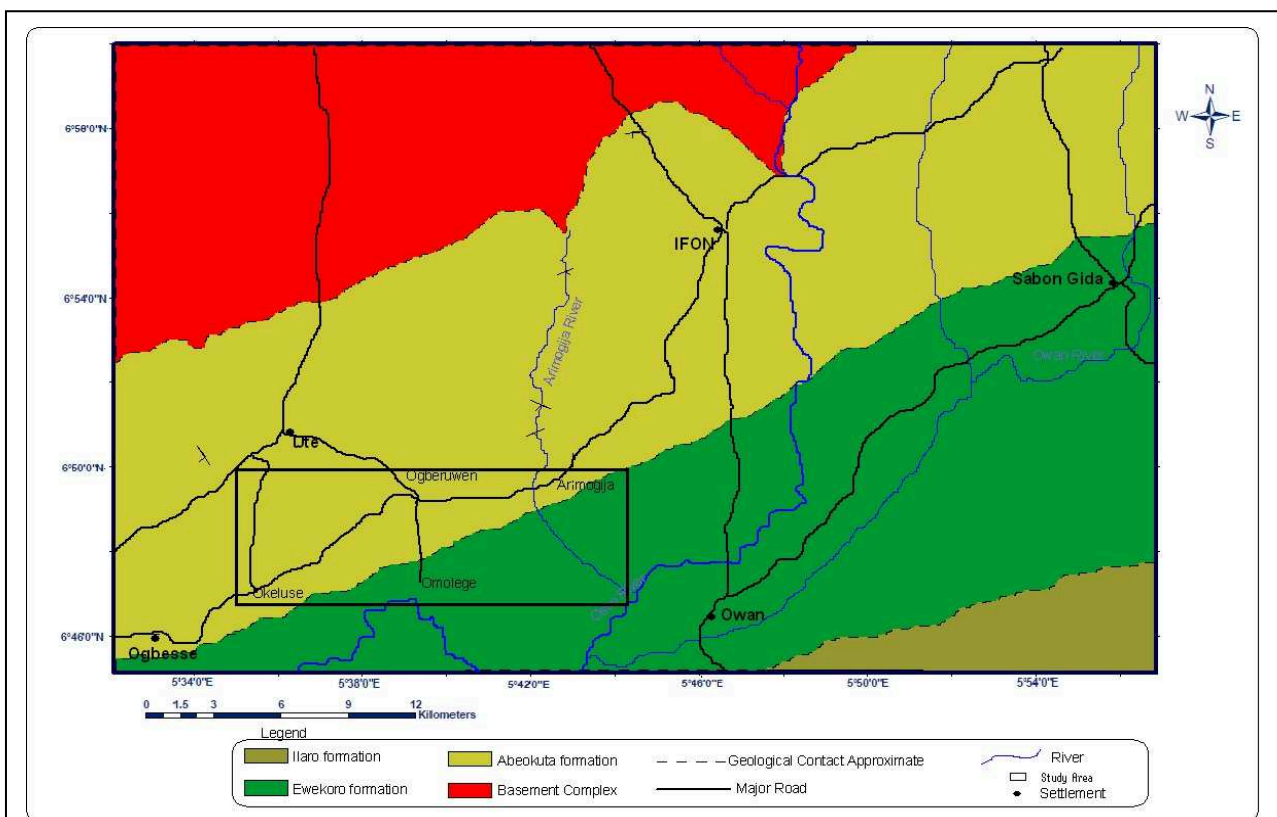 N
W E
S
6°58'0"N
IFON
Sabon Gida
6°54'0"N
Arimogija River
Owan River
Ute
6°50'0"N
Ogberuwen
Arimogija
Omolege
Okeluse
Owan
6°46'0"N
Ogbesse
5°34'0"E 5°38'0"E 5°42'0"E 5°46'0"E 5°50'0"E 5°54'0"E
0 1.5 3 6 9 12
Kilometers
Legend
Ilaro formation Abeokuta formation Geological Contact Approximate River
Study Area
Ewekoro formation Basement Complex Major Road Settlement